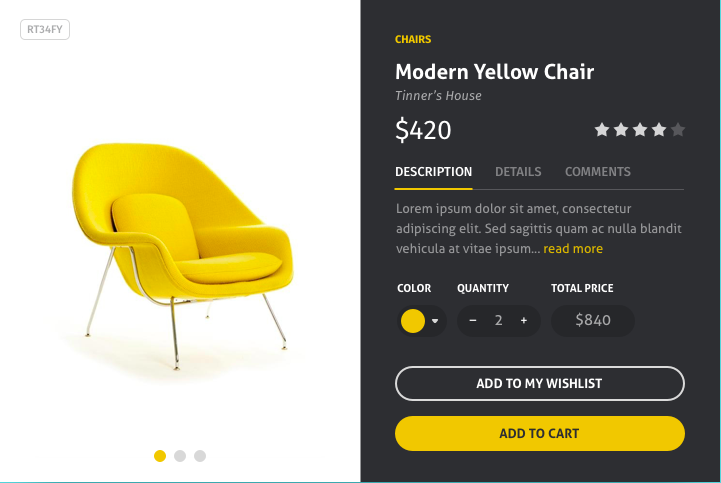 RT34FY
CHAIRS
Modern Yellow Chair
Tinner's House
$420
DESCRIPTION DETAILS COMMENTS
Lorem ipsum dolor sit amet, consectetur
adipiscing elit. Sed sagittis quam ac nulla blandit
vehicula at vitae ipsum... read more
COLOR QUANTITY TOTAL PRICE
− 2 + $840
ADD TO MY WISHLIST
ADD TO CART